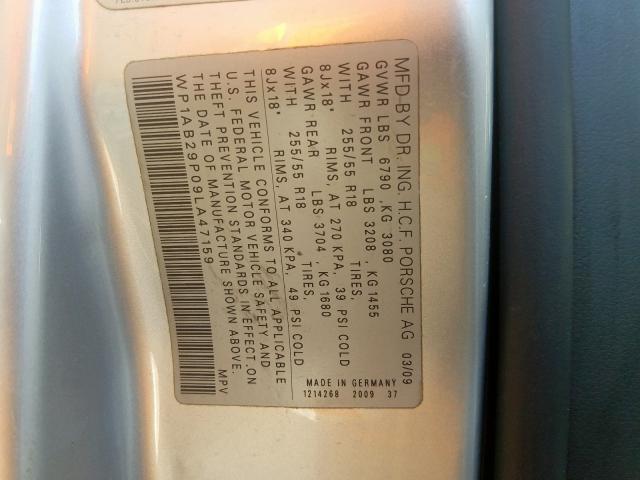 MFD BY DR. ING. H.C.F. PORSCHE AG 03/09
GVWR LBS 6790 ,KG 3080
GAWR FRONT LBS 3208 , KG 1455
WITH 255/55 R18 TIRES,
8Jx18" RIMS, AT 270 KPA, 39 PSI COLD
GAWR REAR LBS 3704 , KG 1680
WITH 255/55 R18 TIRES,
8Jx18" RIMS, AT 340 KPA, 49 PSI COLD
THIS VEHICLE CONFORMS TO ALL APPLICABLE
U.S. FEDERAL MOTOR VEHICLE SAFETY AND
THEFT PREVENTION STANDARDS IN EFFECT ON
THE DATE OF MANUFACTURE SHOWN ABOVE.
WP1AB29P09LA47159 MPV
MADE IN GERMANY
1214268 2009 37